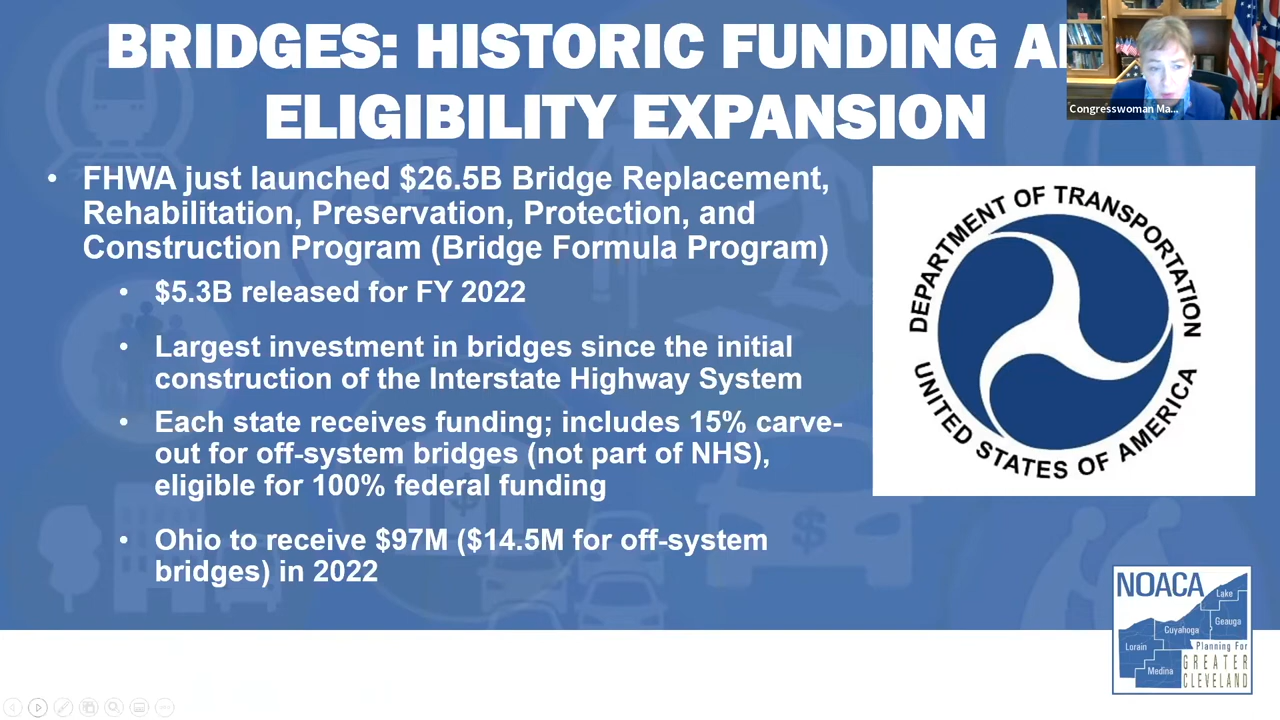 BRIDGES: HISTORIC FUNDING
ELIGIBILITY EXPANSION
Congresswoman Ma...
• FHWA just launched $26.5B Bridge Replacement,
Rehabilitation, Preservation, Protection, and
Construction Program (Bridge Formula Program)
• $5.3B released for FY 2022
• Largest investment in bridges since the initial
construction of the Interstate Highway System
• Each state receives funding; includes 15% carve-
out for off-system bridges (not part of NHS),
eligible for 100% federal funding
• Ohio to receive $97M ($14.5M for off-system
bridges) in 2022
DEPARTMENT OF TRANSPORTATION
UNITED STATES OF AMERICA
NOACA
Lake
Geauga
Cuyahoga
Lorain
Medina
Planning For
GREATER
CLEVELAND